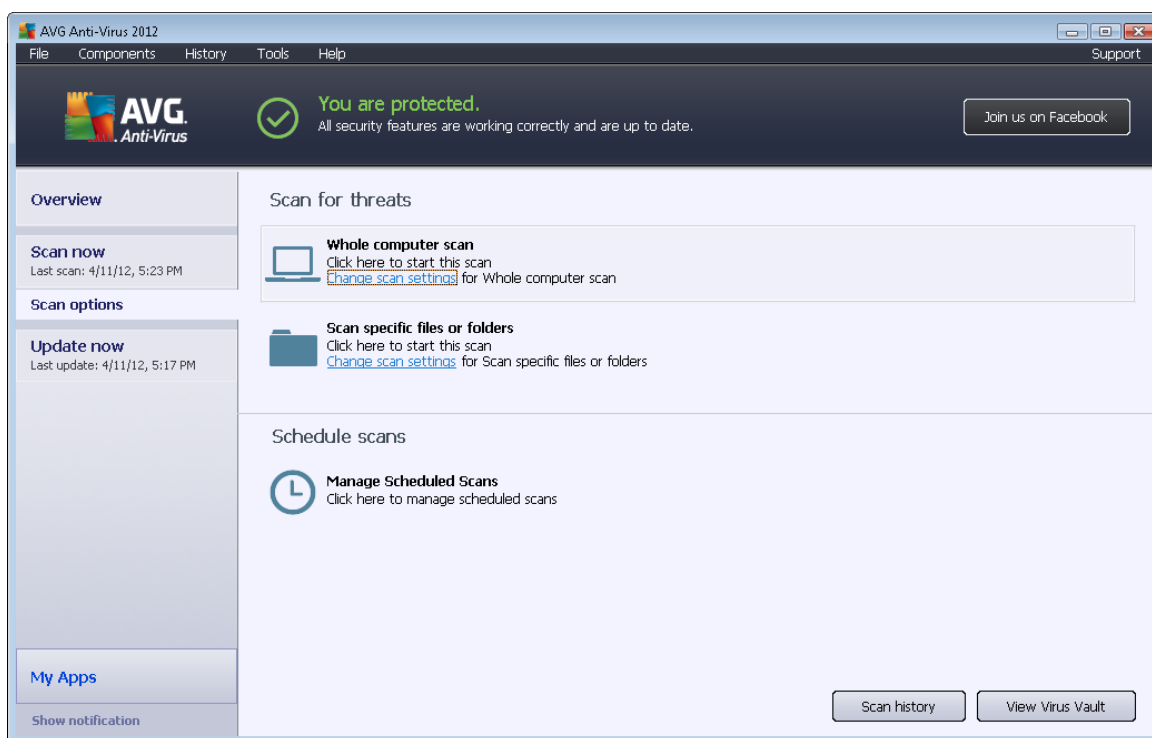 AVG Anti-Virus 2012
File Components History Tools Help Support
AVG.
Anti-Virus
You are protected.
All security features are working correctly and are up to date.
Join us on Facebook
Overview
Scan now
Last scan: 4/11/12, 5:23 PM
Scan options
Update now
Last update: 4/11/12, 5:17 PM
My Apps
Show notification
Scan for threats
Whole computer scan
Click here to start this scan
Change scan settings for Whole computer scan
Scan specific files or folders
Click here to start this scan
Change scan settings for Scan specific files or folders
Schedule scans
Manage Scheduled Scans
Click here to manage scheduled scans
Scan history
View Virus Vault